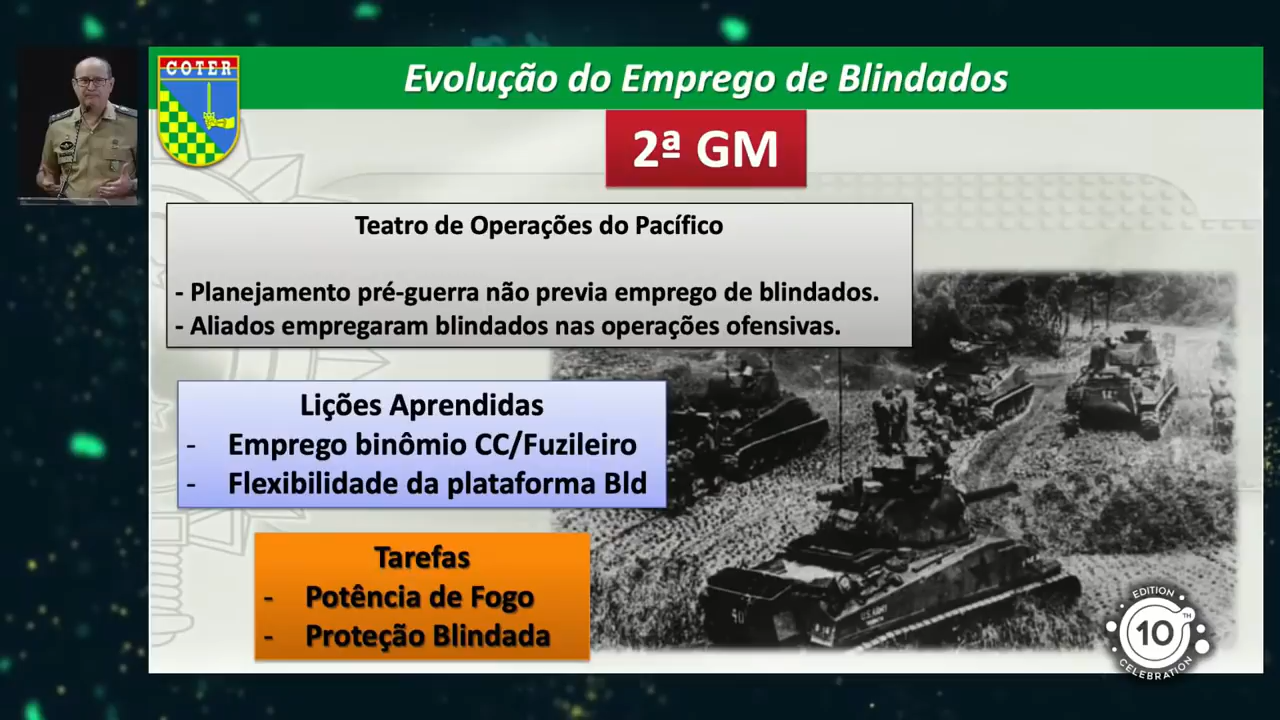 COTER
Evolução do Emprego de Blindados
2ª GM
Teatro de Operações do Pacífico
- Planejamento pré-guerra não previa emprego de blindados.
- Aliados empregaram blindados nas operações ofensivas.
Lições Aprendidas
- Emprego binômio CC/Fuzileiro
- Flexibilidade da plataforma Bld
Tarefas
- Potência de Fogo
- Proteção Blindada
U.S. ARMY
EDITION
10TH
CELEBRATION